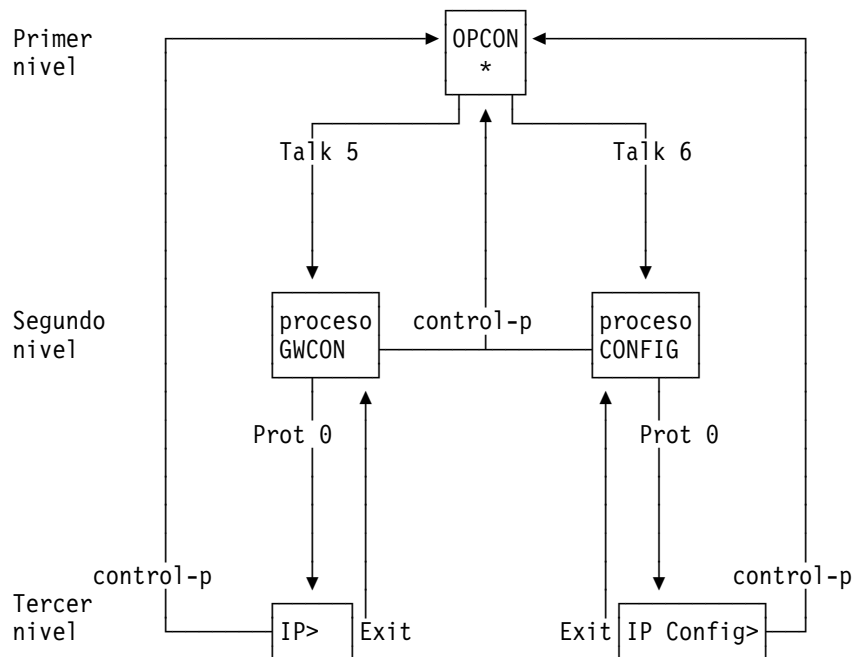 Primer
nivel
OPCON
*
Talk 5
Talk 6
Segundo
nivel
proceso
GWCON
control-p
proceso
CONFIG
Prot 0
Prot 0
control-p
control-p
Tercer
nivel
IP>
Exit
Exit
IP Config>